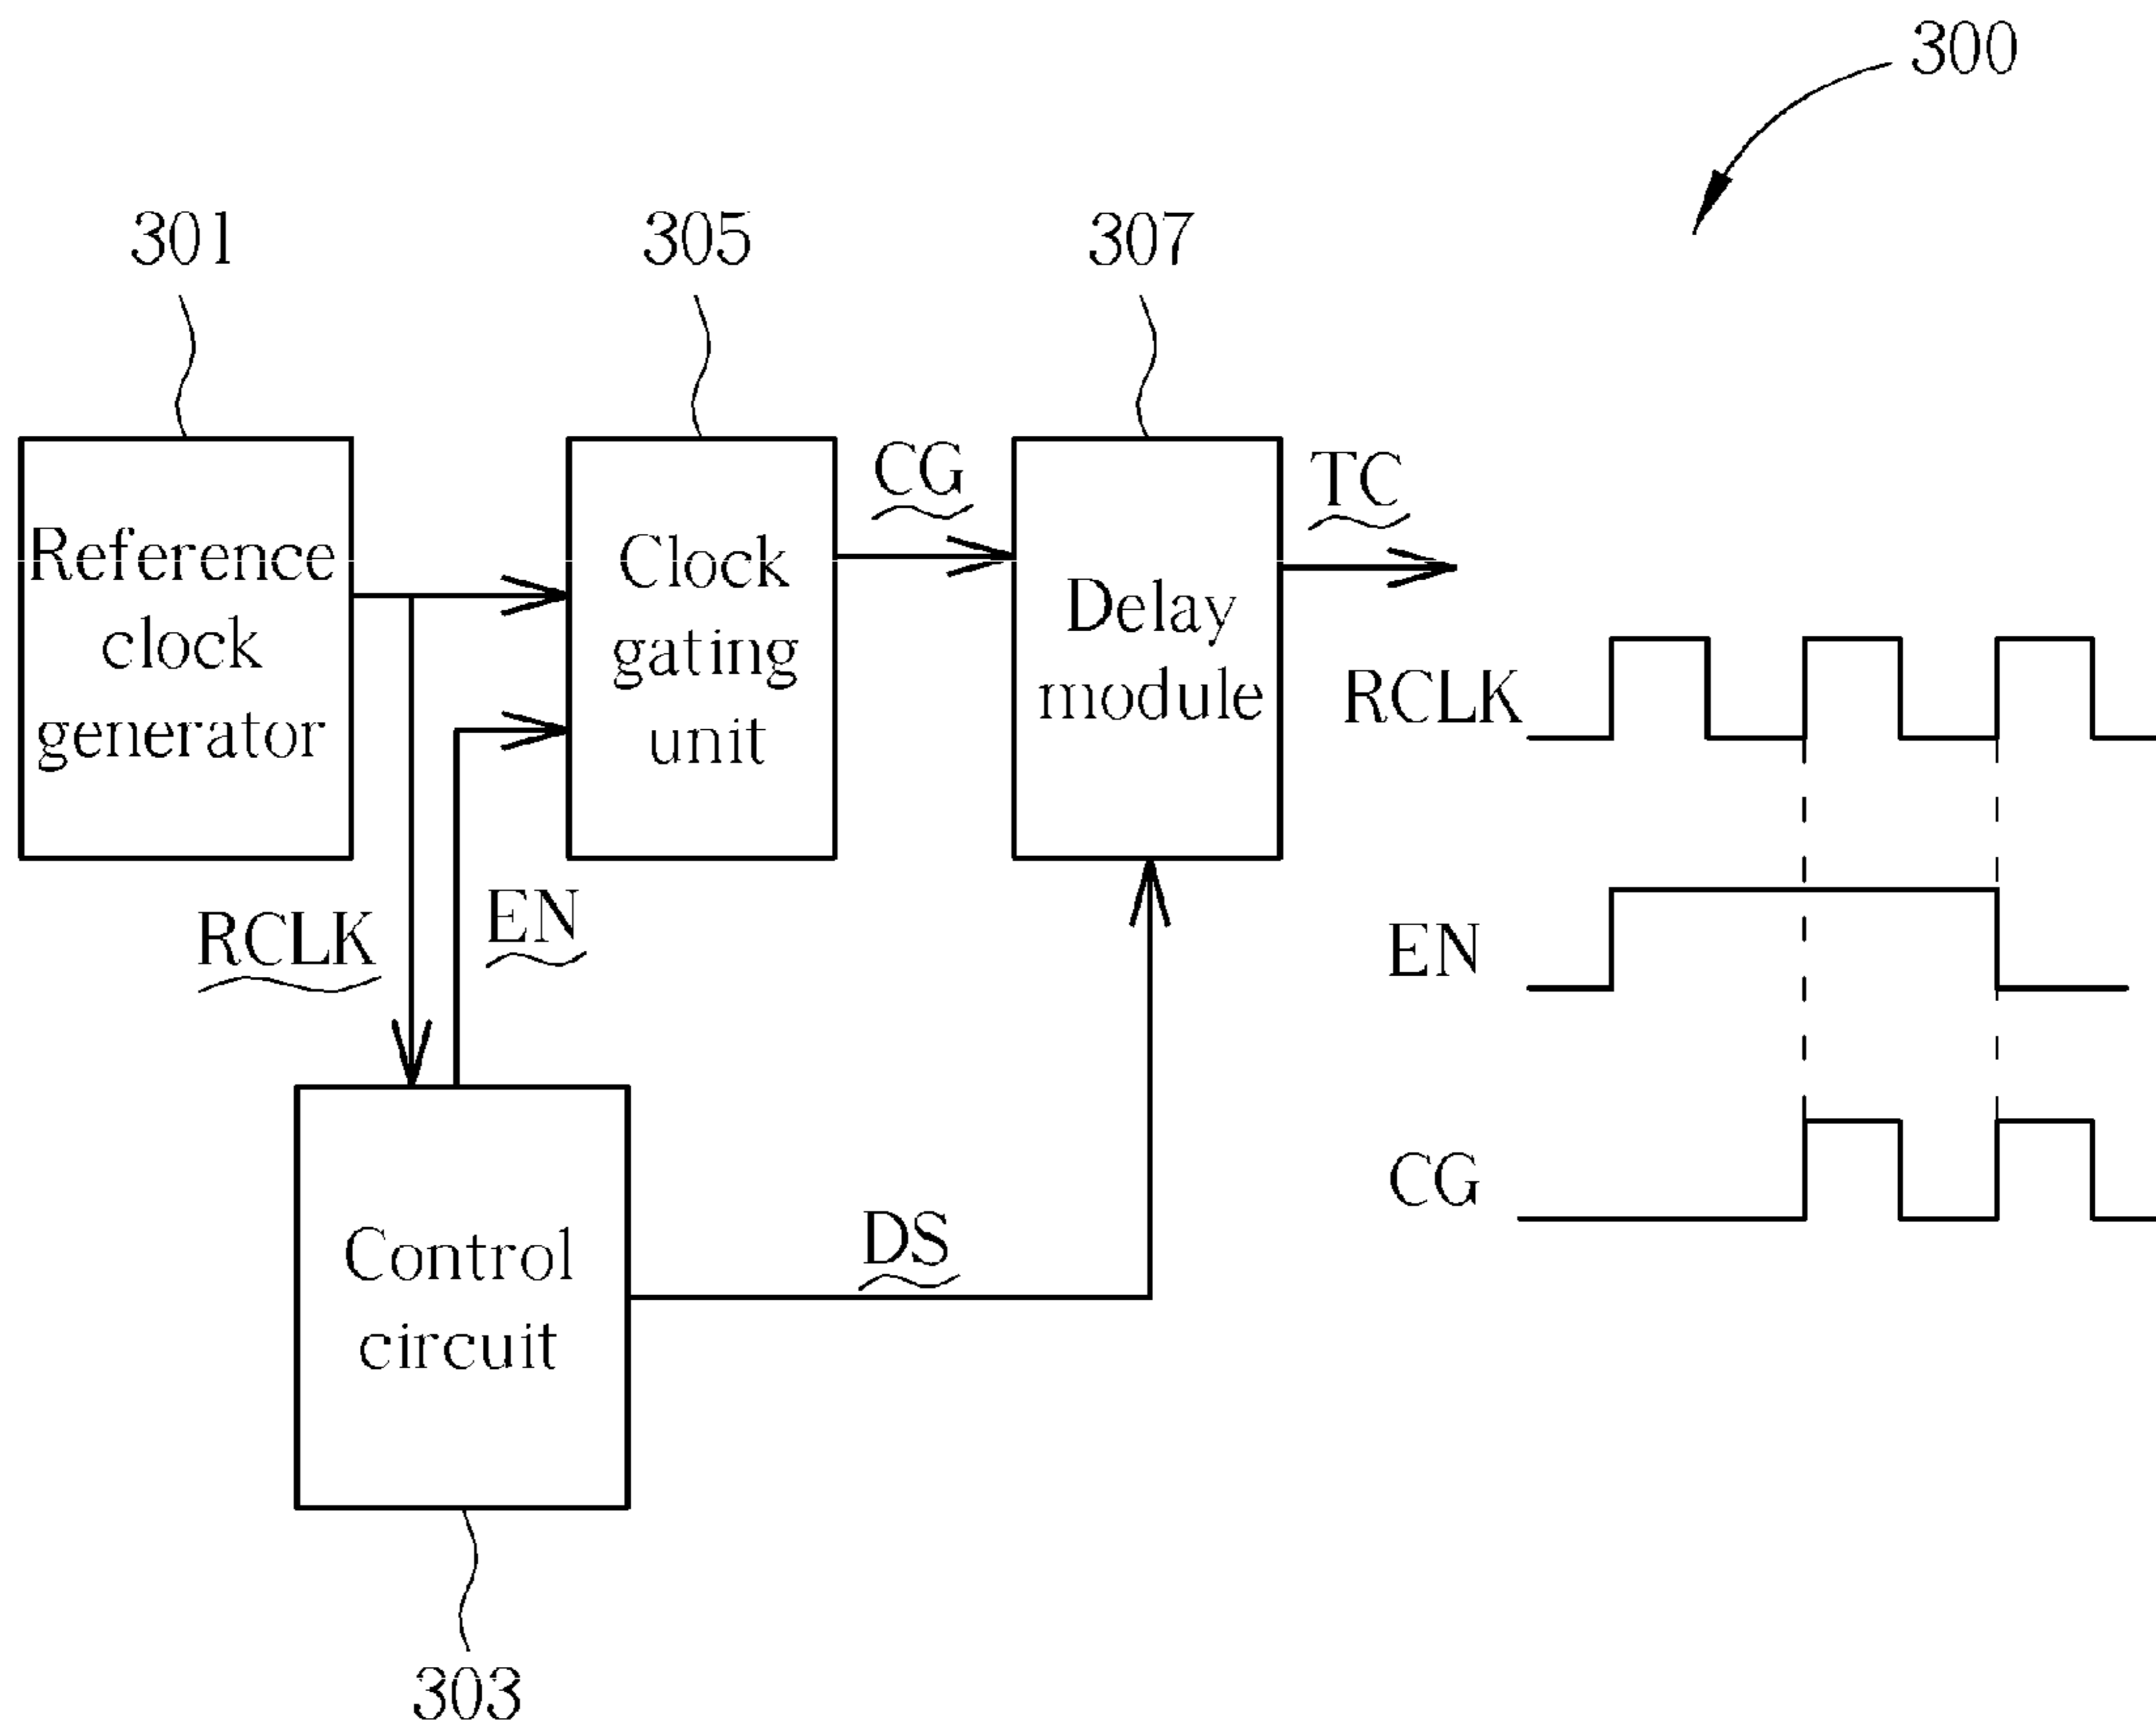 300
301
305
307
Reference
clock
generator
Clock
gating
unit
CG
Delay
module
TC
RCLK
EN
RCLK
EN
CG
Control
circuit
DS
303